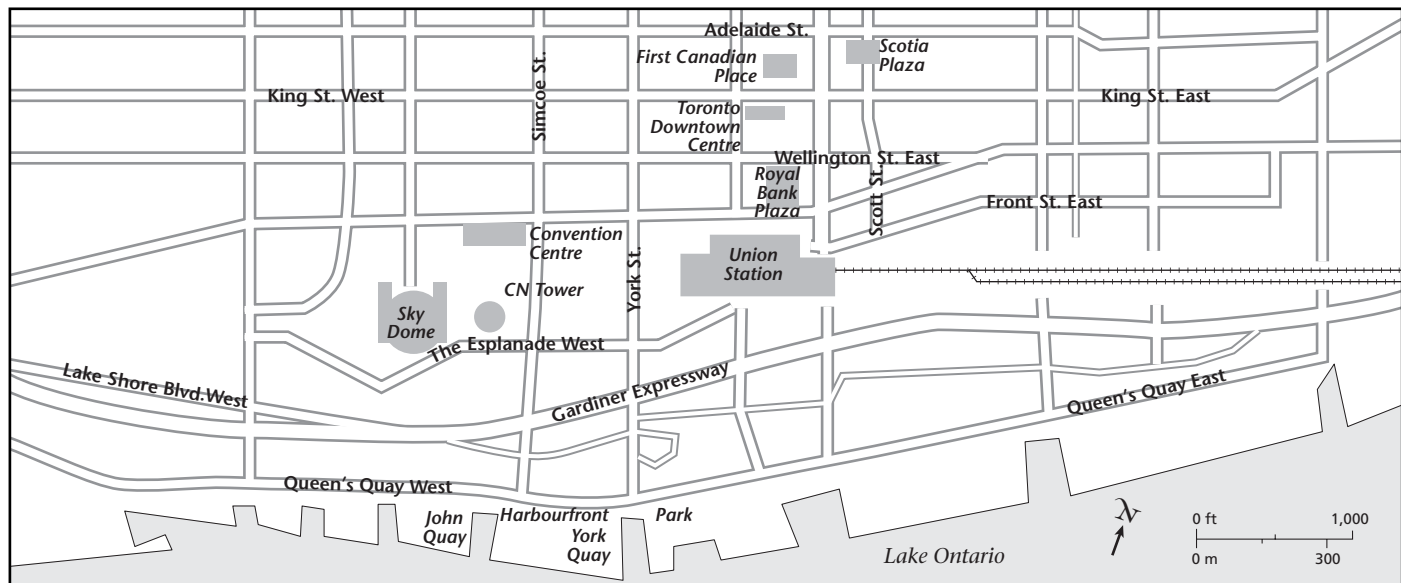 Adelaide St.
First Canadian
Place
Scotia
Plaza
King St. West
Simcoe St.
King St. East
Toronto
Downtown
Centre
Wellington St. East
Royal
Bank
Plaza
Scott St.
Front St. East
Convention
Centre
York St.
Union
Station
CN Tower
Sky
Dome
The Esplanade West
Lake Shore Blvd.West
Gardiner Expressway
Queen's Quay East
Queen's Quay West
John
Quay
Harbourfront Park
York
Quay
Lake Ontario
N
0 ft 1,000
0 m 300